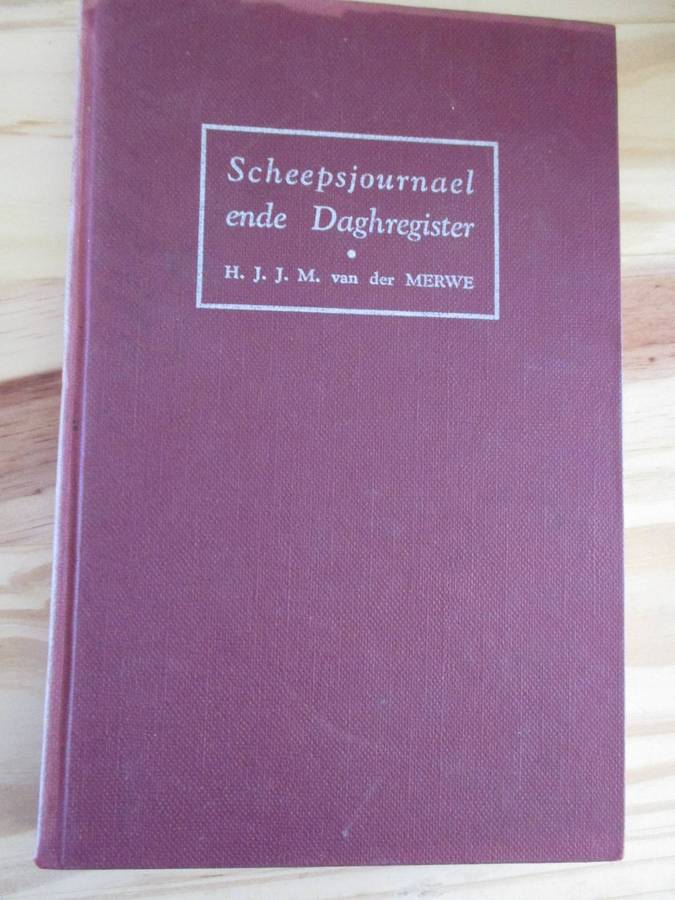 Scheepsjournael
ende Daghregister
•
H. J. J. M. van der MERWE